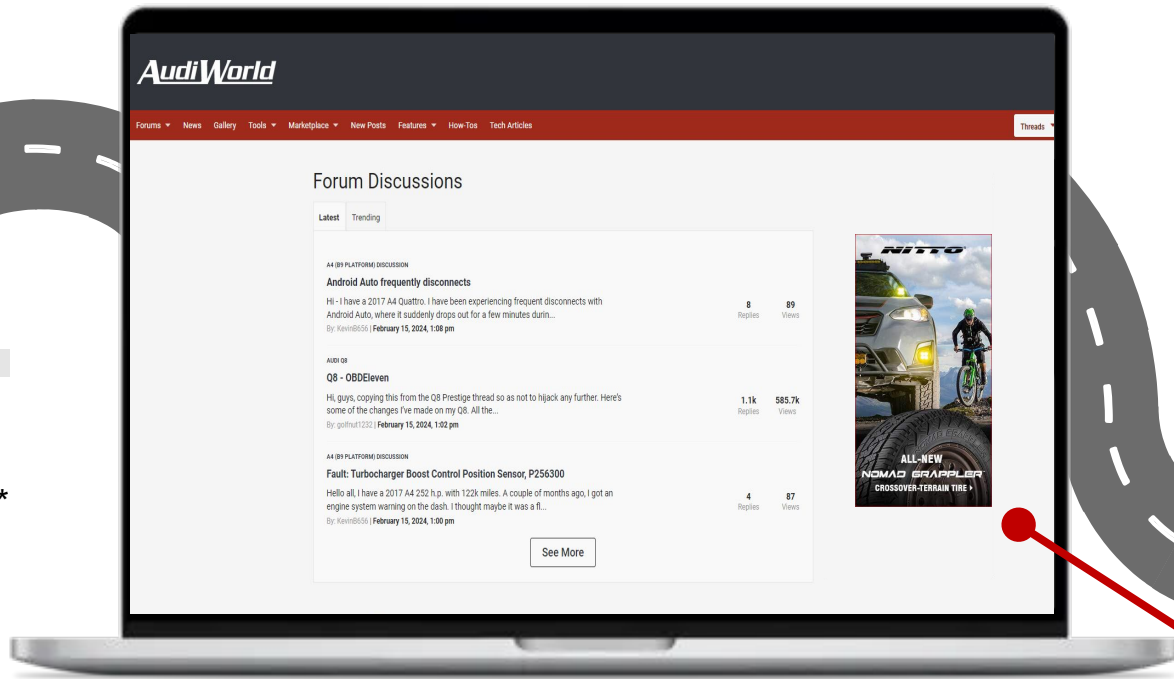 AudiWorld
Forums News Gallery Tools Marketplace New Posts Features How-Tos Tech Articles
Threads
Forum Discussions
Latest Trending
A4 (B9 PLATFORM) DISCUSSION
Android Auto frequently disconnects
Hi - I have a 2017 A4 Quattro. I have been experiencing frequent disconnects with
Android Auto, where it suddenly drops out for a few minutes durin...
By: KevinB656 | February 15, 2024, 1:08 pm
8 89
Replies Views
AUDI Q8
Q8 - OBDEleven
Hi, guys, copying this from the Q8 Prestige thread so as not to hijack any further. Here's
some of the changes I've made on my Q8. All the...
By: golfnut1232 | February 15, 2024, 1:02 pm
1.1k 585.7k
Replies Views
A4 (B9 PLATFORM) DISCUSSION
Fault: Turbocharger Boost Control Position Sensor, P256300
Hello all, I have a 2017 A4 252 h.p. with 122k miles. A couple of months ago, I got an
engine system warning on the dash. I thought maybe it was a fl...
By: KevinB656 | February 15, 2024, 1:00 pm
4 87
Replies Views
See More
NITTO
ALL-NEW
NOMAD GRAPPLER
CROSSOVER-TERRAIN TIRE
*